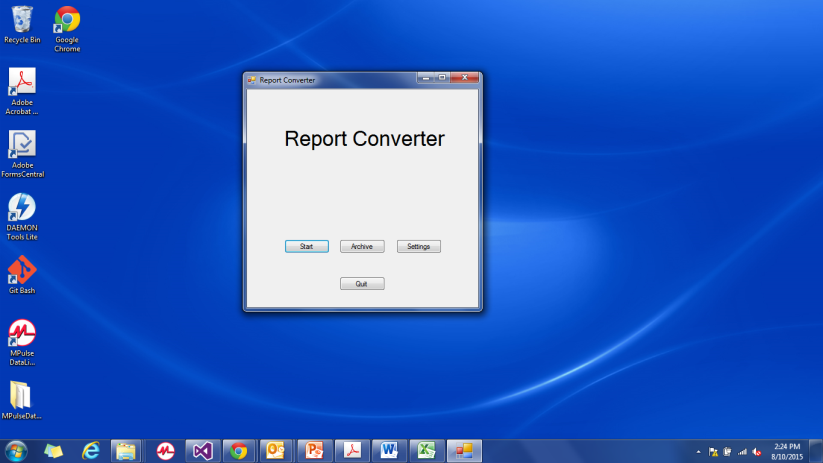 Recycle Bin
Google
Chrome
Adobe
Acrobat ...
Adobe
FormsCentral
DAEMON
Tools Lite
Git Bash
MPulse
DataLi...
MPulseDat...
Report Converter
Report Converter
Start
Archive
Settings
Quit
2:24 PM
8/10/2015